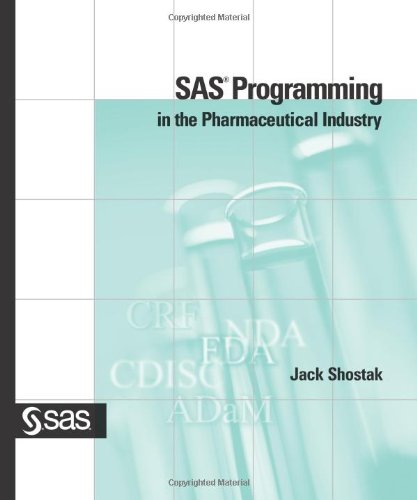 Copyrighted Material
SAS® Programming
in the Pharmaceutical Industry
CRF
NDA
FDA
CDISC
ADaM
Jack Shostak
sas
Copyrighted Material